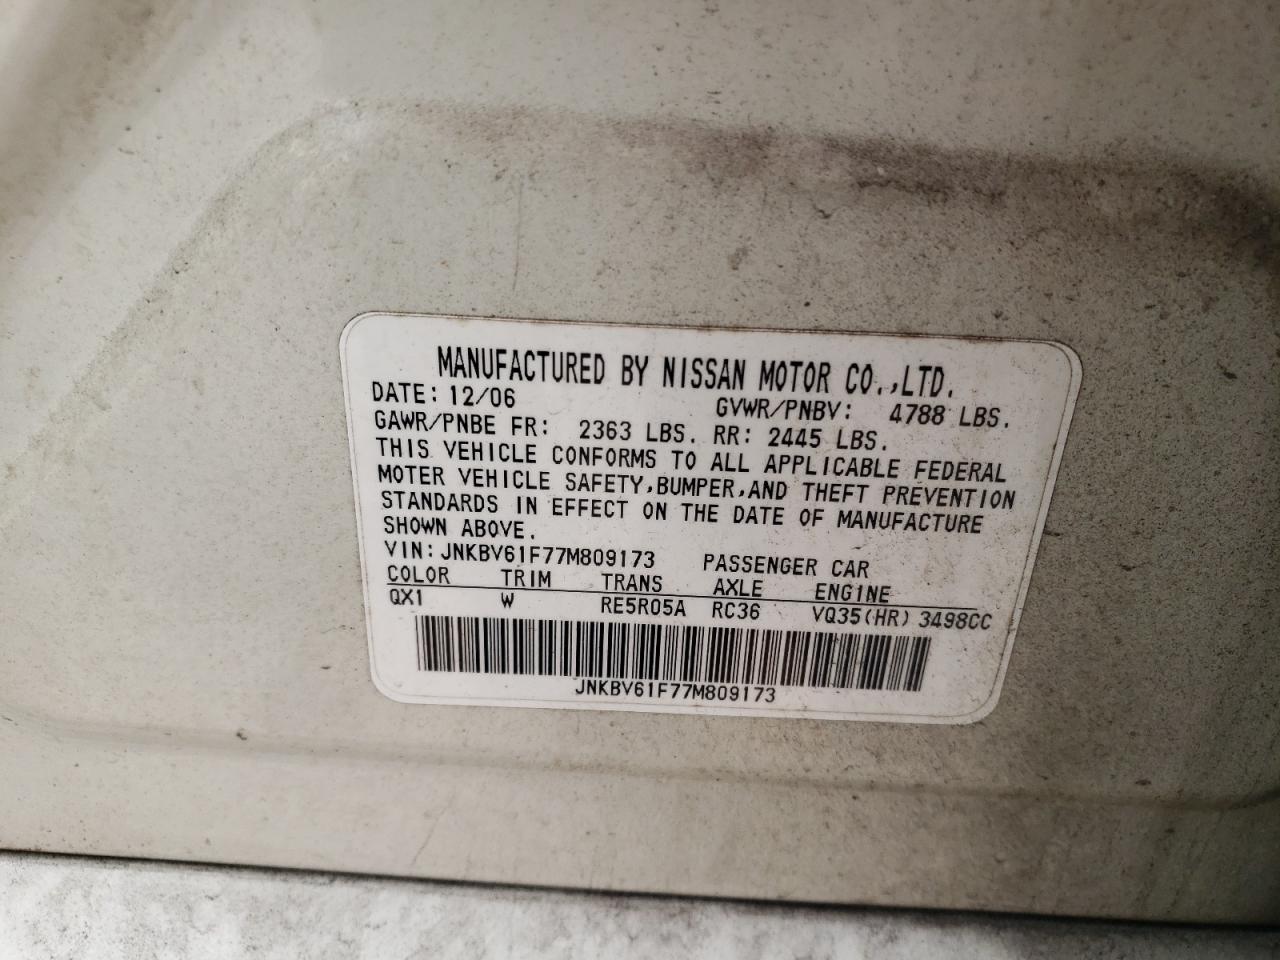 MANUFACTURED BY NISSAN MOTOR CO.,LTD.
DATE: 12/06 GVWR/PNBV: 4788 LBS.
GAWR/PNBE FR: 2363 LBS. RR: 2445 LBS.
THIS VEHICLE CONFORMS TO ALL APPLICABLE FEDERAL
MOTER VEHICLE SAFETY,BUMPER,AND THEFT PREVENTION
STANDARDS IN EFFECT ON THE DATE OF MANUFACTURE
SHOWN ABOVE.
VIN: JNKBV61F77M809173 PASSENGER CAR
COLOR TRIM TRANS AXLE ENGINE
QX1 W RE5R05A RC36 VQ35(HR) 3498CC
JNKBV61F77M809173